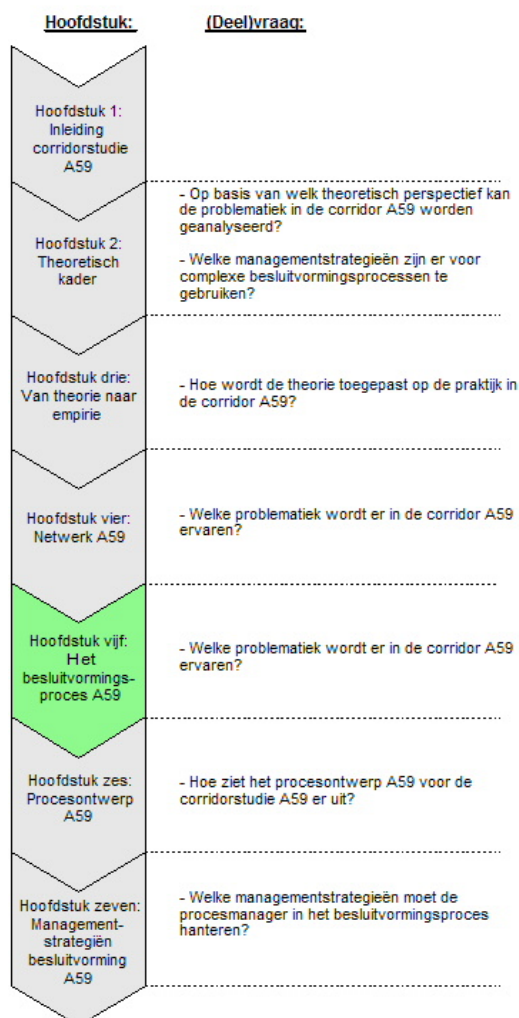 Hoofdstuk:
(Deel)vraag:
Hoofdstuk 1:
Inleiding
corridorstudie
A59
Hoofdstuk 2:
Theoretisch
kader
- Op basis van welk theoretisch perspectief kan
de problematiek in de corridor A59 worden
geanalyseerd?
- Welke managementstrategieën zijn er voor
complexe besluitvormingsprocessen te
gebruiken?
Hoofdstuk drie:
Van theorie naar
empirie
- Hoe wordt de theorie toegepast op de praktijk in
de corridor A59?
Hoofdstuk vier:
Netwerk A59
- Welke problematiek wordt er in de corridor A59
ervaren?
Hoofdstuk vijf:
Het
besluitvormings-
proces A59
- Welke problematiek wordt er in de corridor A59
ervaren?
Hoofdstuk zes:
Procesontwerp
A59
- Hoe ziet het procesontwerp A59 voor de
corridorstudie A59 er uit?
Hoofdstuk zeven:
Management-
strategiën
besluitvorming
A59
- Welke managementstrategieën moet de
procesmanager in het besluitvormingsproces
hanteren?